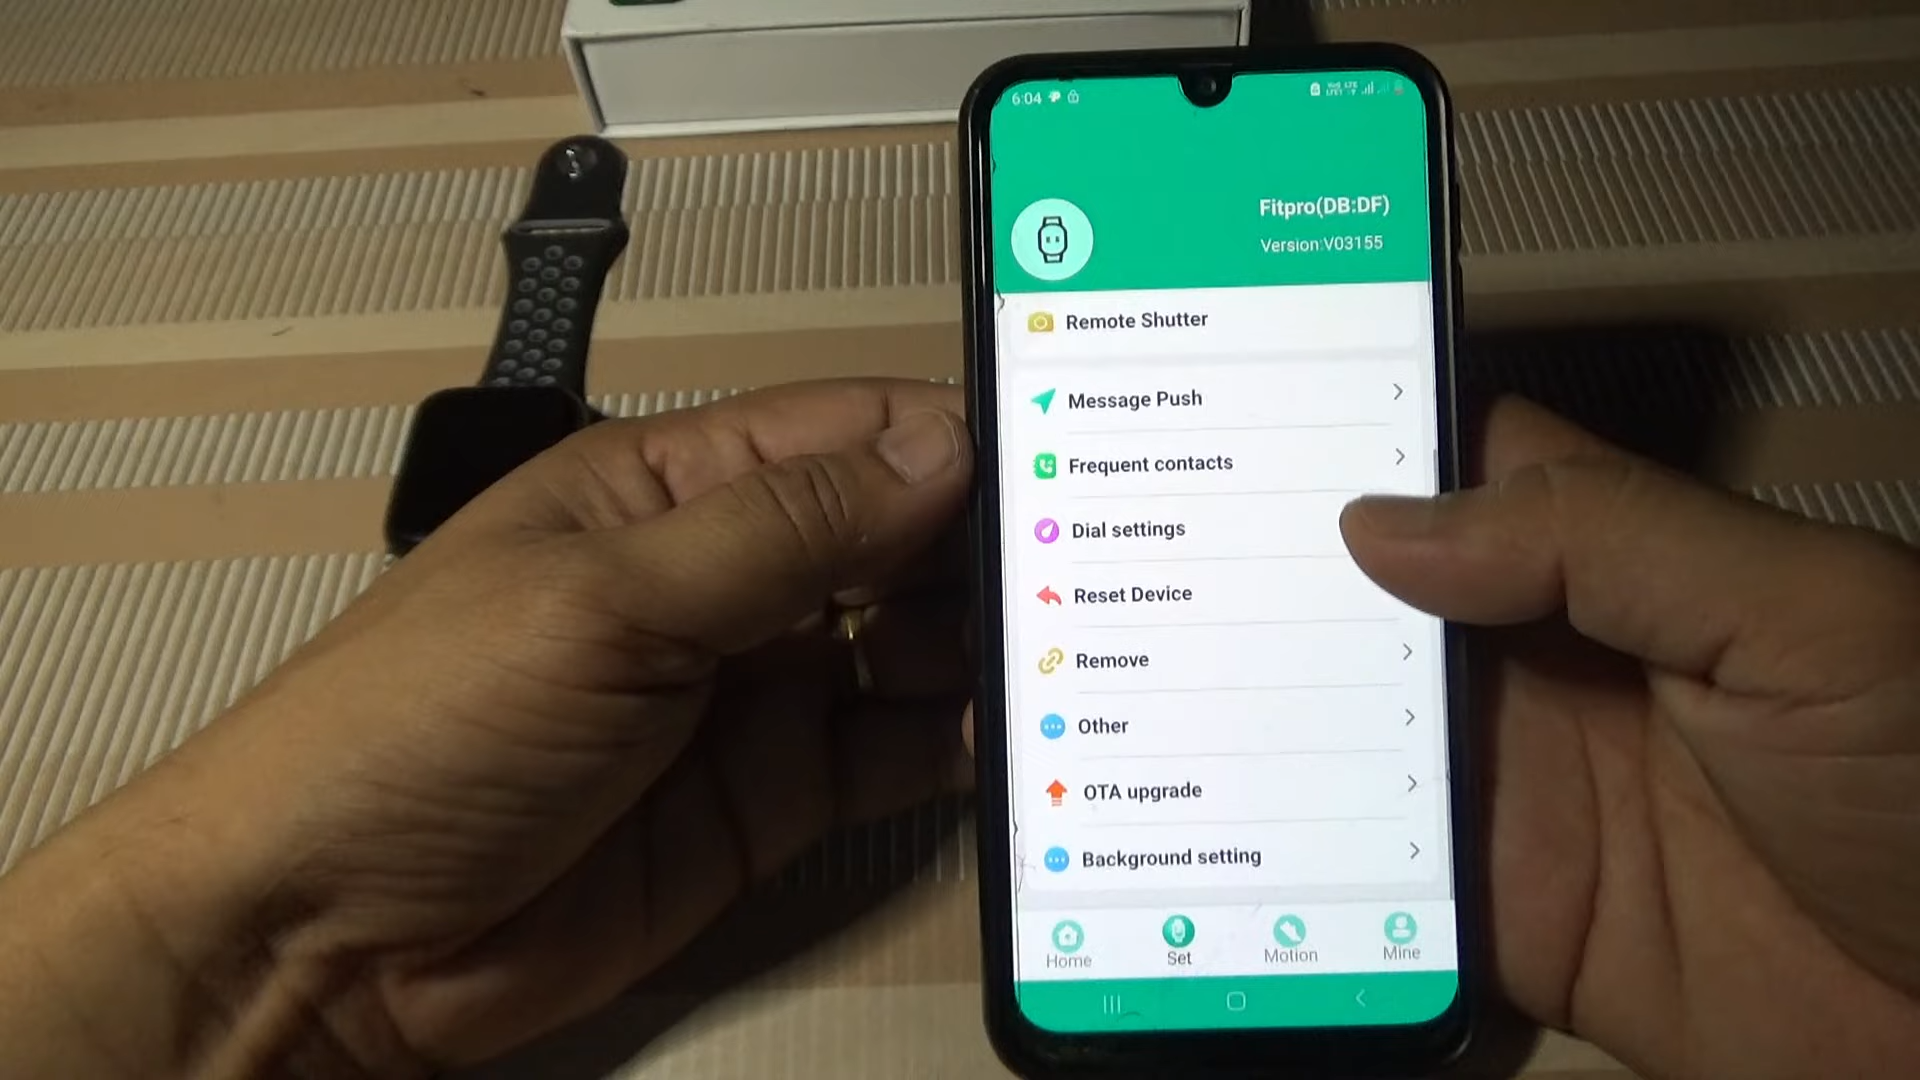 6:04
Fitpro(DB:DF)
Version:V03155
Remote Shutter
Message Push
Frequent contacts
Dial settings
Reset Device
Remove
Other
OTA upgrade
Background setting
Home
Set
Motion
Mine